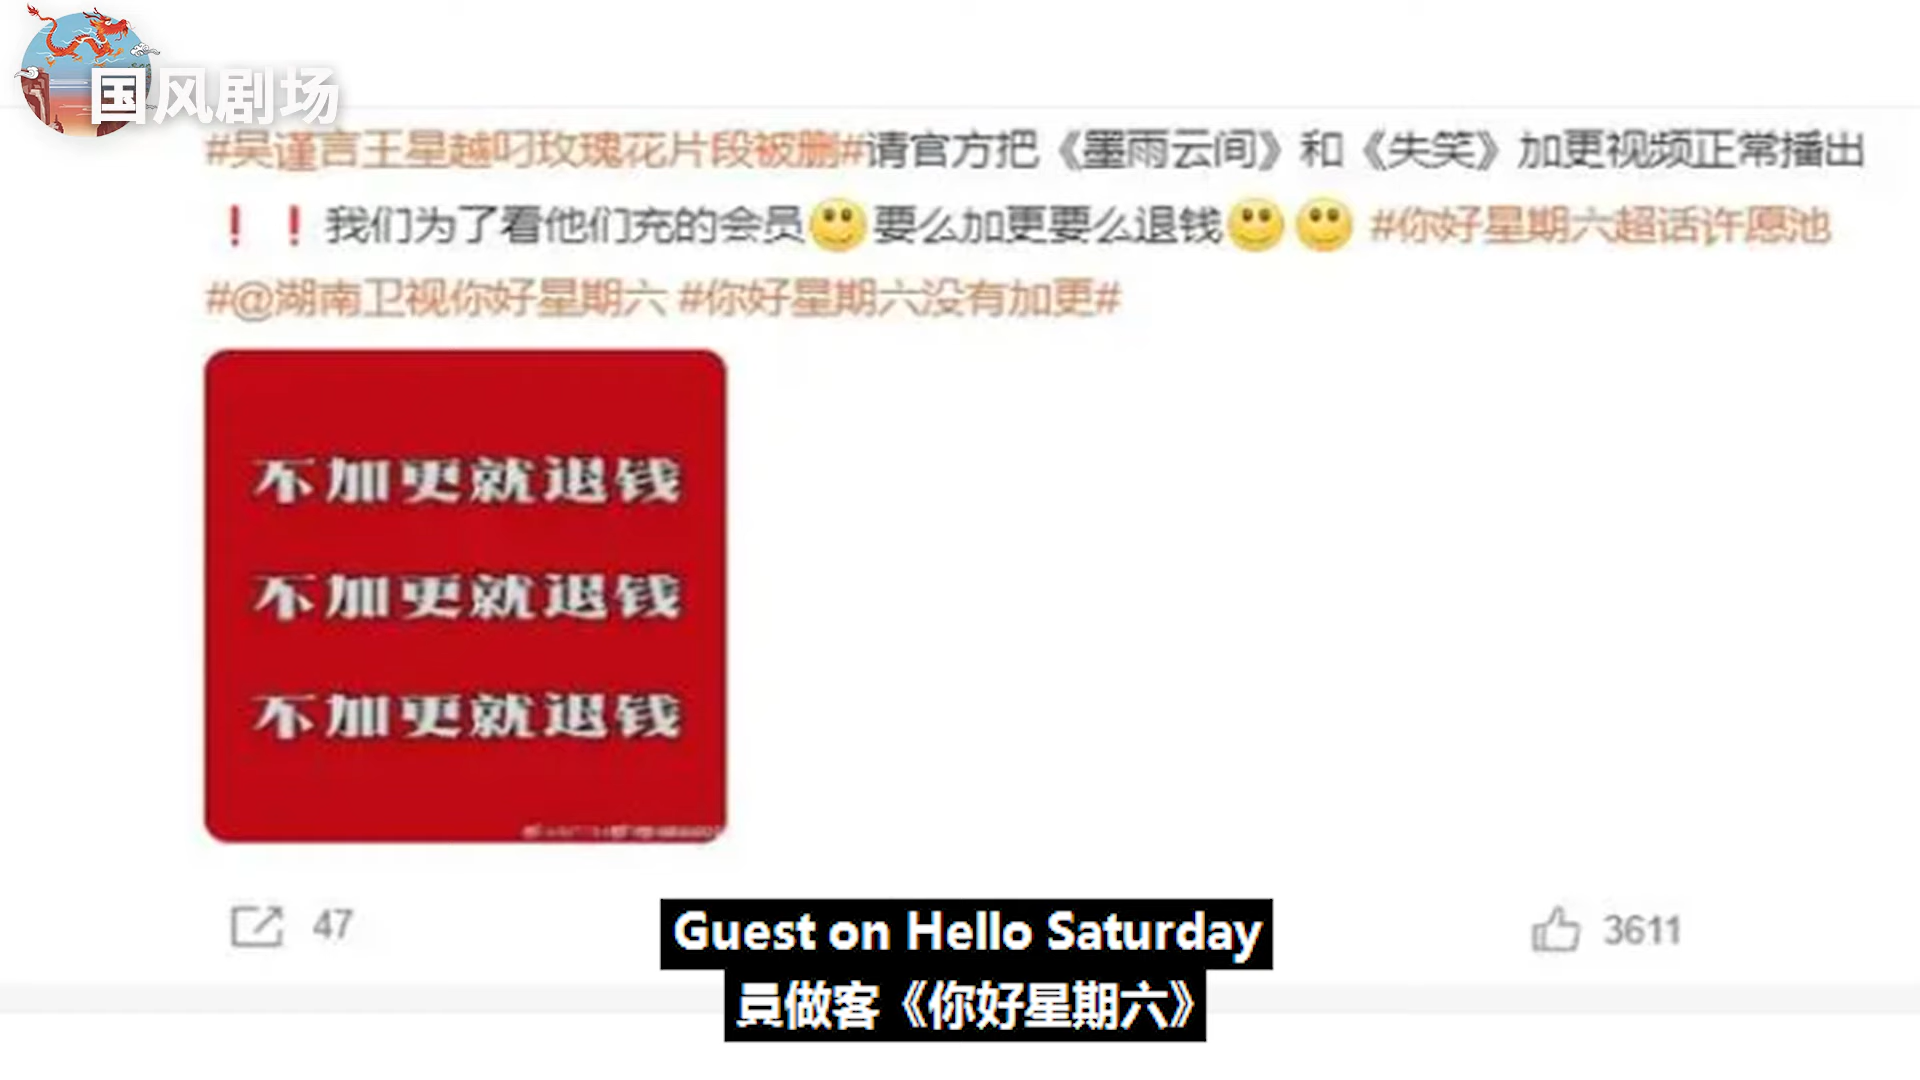 国风剧场
#吴谨言王星越叼玫瑰花片段被删#请官方把《墨雨云间》和《失笑》加更视频正常播出
❗❗我们为了看他们充的会员🙂要么加更要么退钱🙂🙂#你好星期六超话许愿池
#@湖南卫视你好星期六 #你好星期六没有加更#
不加更就退钱
不加更就退钱
不加更就退钱
47
3611
Guest on Hello Saturday
員做客《你好星期六》